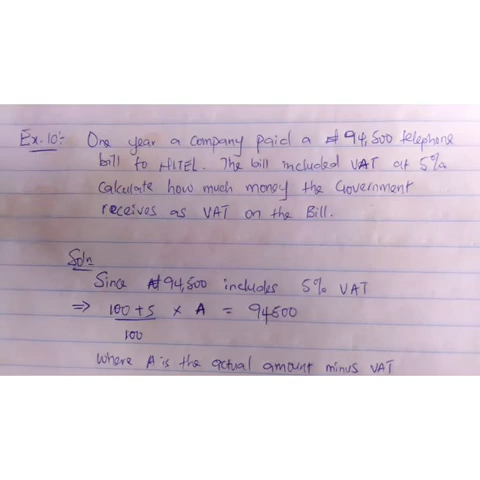 Ex. 10:- One year a company paid a ₦94,500 telephone
bill to NITEL. The bill included VAT at 5%.
Calculate how much money the Government
receives as VAT on the Bill.
Soln
Since ₦94,500 includes 5% VAT
⇒ 100 + 5 × A = 94500
100
Where A is the actual amount minus VAT